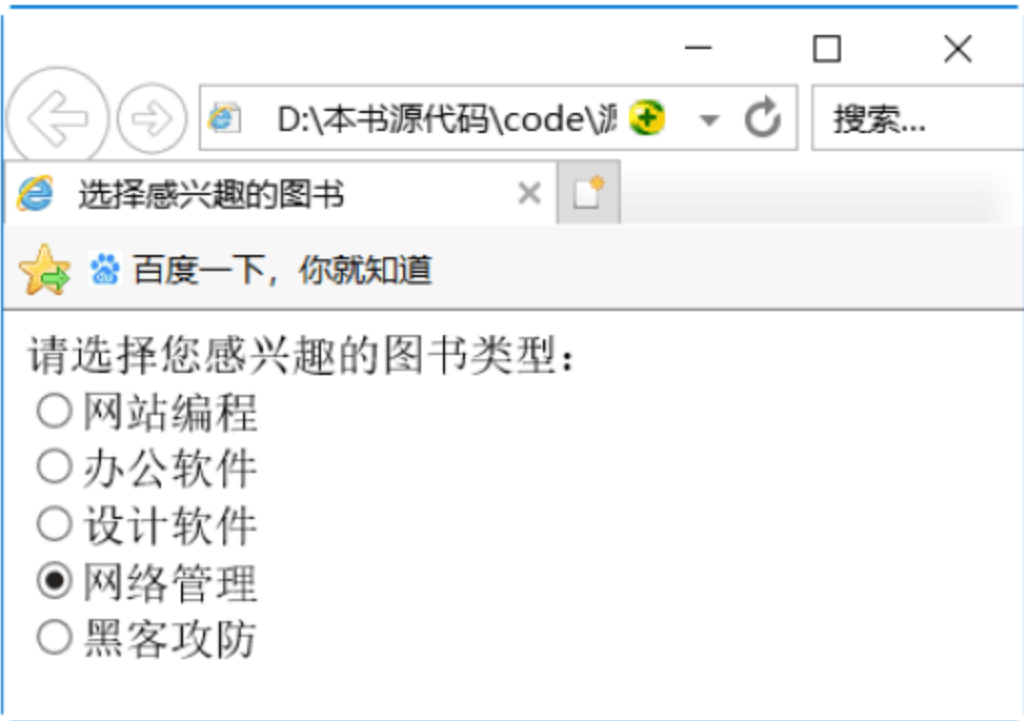 D:\本书源代码\code\
搜索...
选择感兴趣的图书
百度一下，你就知道
请选择您感兴趣的图书类型：
网站编程
办公软件
设计软件
网络管理
黑客攻防